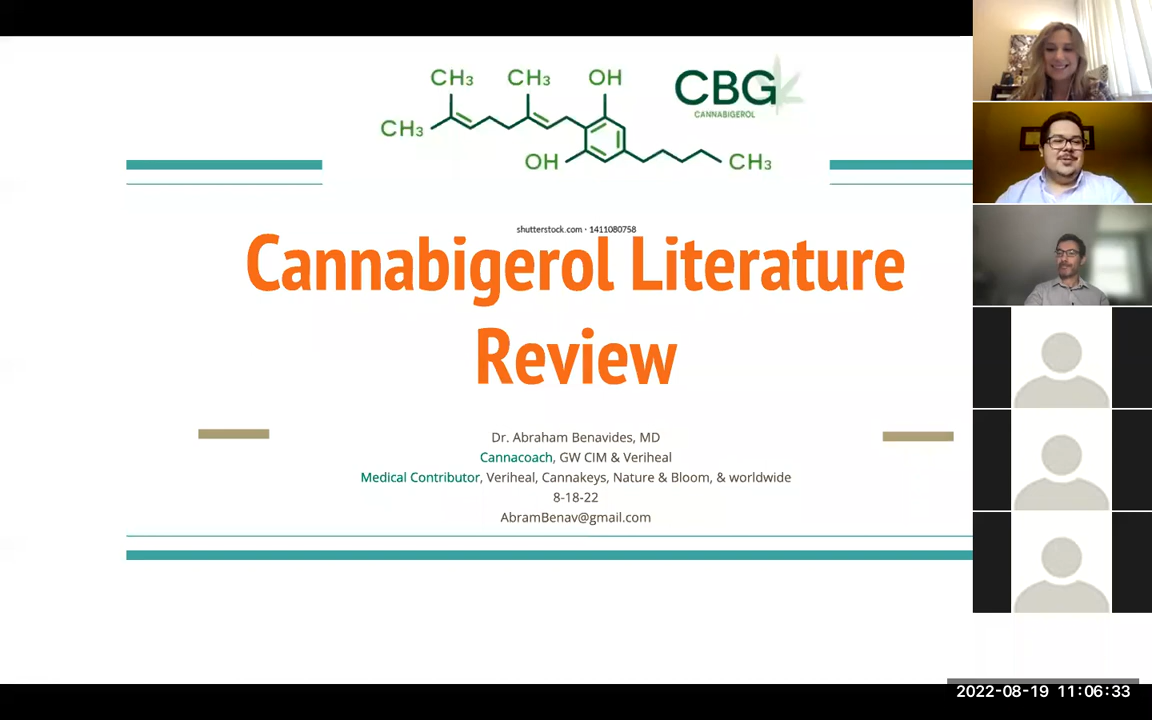 CH3 CH3 OH
CBG
CANNABIGEROL
CH3
OH CH3
shutterstock.com · 1411080758
Cannabigerol Literature
Review
Dr. Abraham Benavides, MD
Cannacoach, GW CIM & Veriheal
Medical Contributor, Veriheal, Cannakeys, Nature & Bloom, & worldwide
8-18-22
AbramBenav@gmail.com
2022-08-19 11:06:33